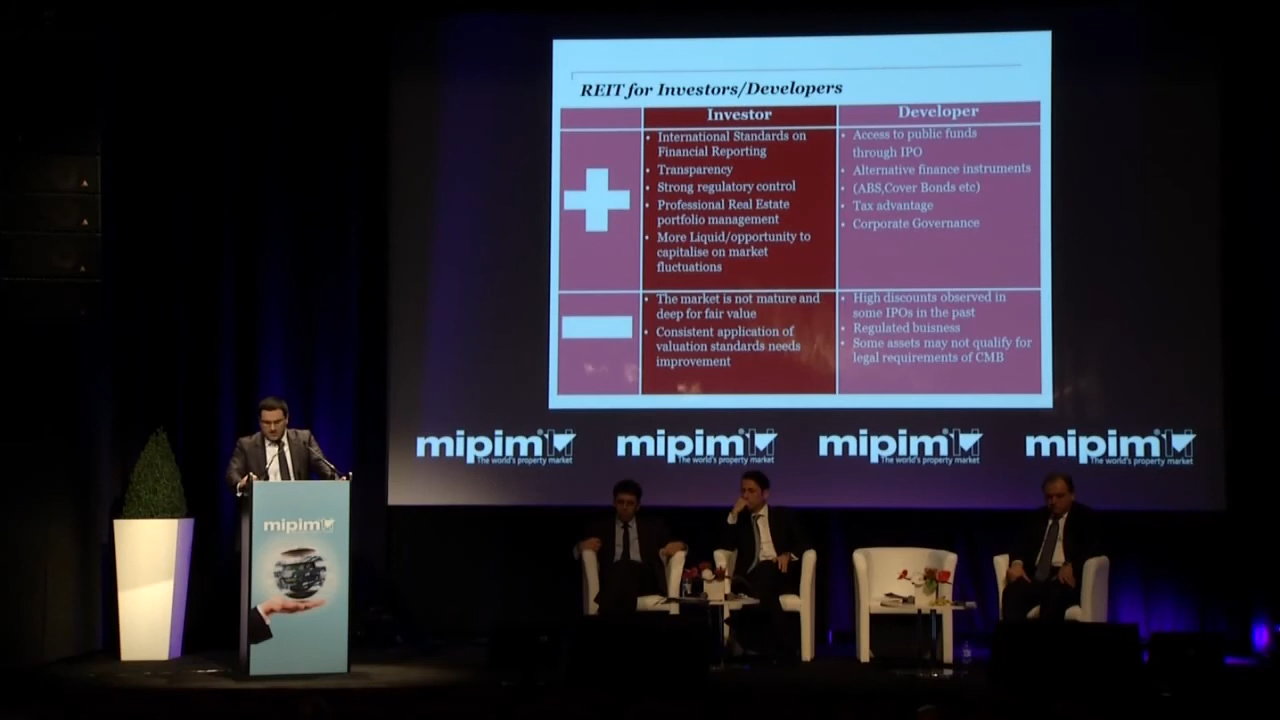 REIT for Investors/Developers
Investor
• International Standards on
Financial Reporting
• Transparency
• Strong regulatory control
• Professional Real Estate
portfolio management
• More Liquid/opportunity to
capitalise on market
fluctuations
Developer
• Access to public funds
through IPO
• Alternative finance instruments
• (ABS,Cover Bonds etc)
• Tax advantage
• Corporate Governance
• The market is not mature and
deep for fair value
• Consistent application of
valuation standards needs
improvement
• High discounts observed in
some IPOs in the past
• Regulated buisness
• Some assets may not qualify for
legal requirements of CMB
mipim
The world's property market
mipim
The world's property market
mipim
The world's property market
mipim
The world's property market
mipim